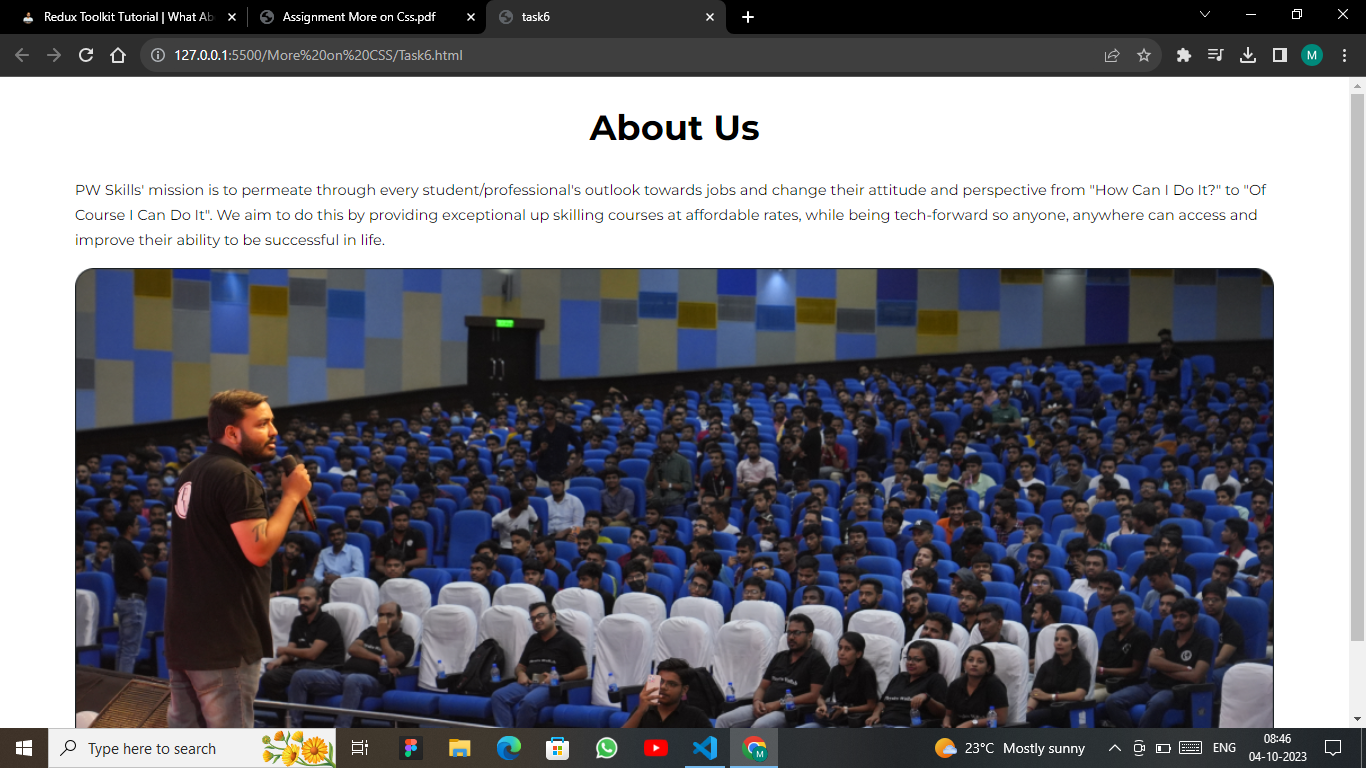 Redux Toolkit Tutorial | What Ab
Assignment More on Css.pdf
task6
127.0.0.1:5500/More%20on%20CSS/Task6.html
M
About Us
PW Skills' mission is to permeate through every student/professional's outlook towards jobs and change their attitude and perspective from "How Can I Do It?" to "Of
Course I Can Do It". We aim to do this by providing exceptional up skilling courses at affordable rates, while being tech-forward so anyone, anywhere can access and
improve their ability to be successful in life.
Type here to search
M
23°C Mostly sunny
ENG
08:46
04-10-2023